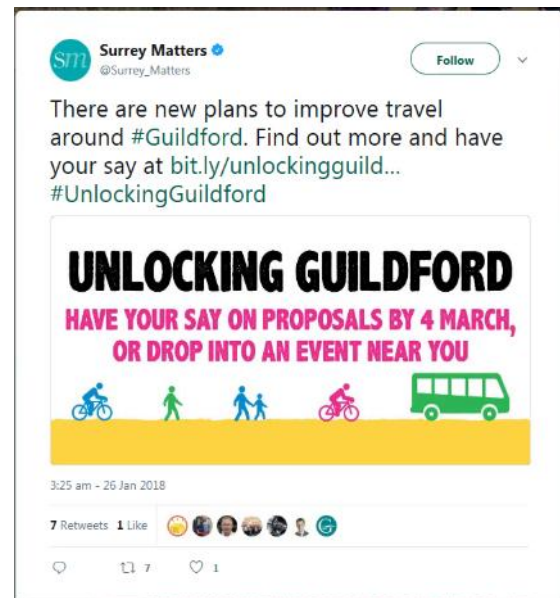 sm
Surrey Matters
@Surrey_Matters
Follow
There are new plans to improve travel
around #Guildford. Find out more and have
your say at bit.ly/unlockingguild...
#UnlockingGuildford
UNLOCKING GUILDFORD
HAVE YOUR SAY ON PROPOSALS BY 4 MARCH,
OR DROP INTO AN EVENT NEAR YOU
3:25 am - 26 Jan 2018
7 Retweets 1 Like
G
7 1